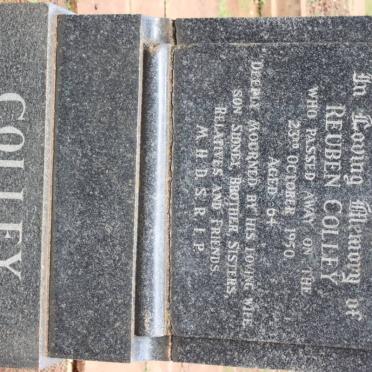 In Loving Memory of
REUBEN COLLEY
WHO PASSED AWAY ON THE
23RD OCTOBER 1950
AGED 64
DEEPLY MOURNED BY HIS LOVING WIFE
SON SIDNEY, BROTHER, SISTERS,
RELATIVES AND FRIENDS
M.H.D.S.R.I.P
COLLEY